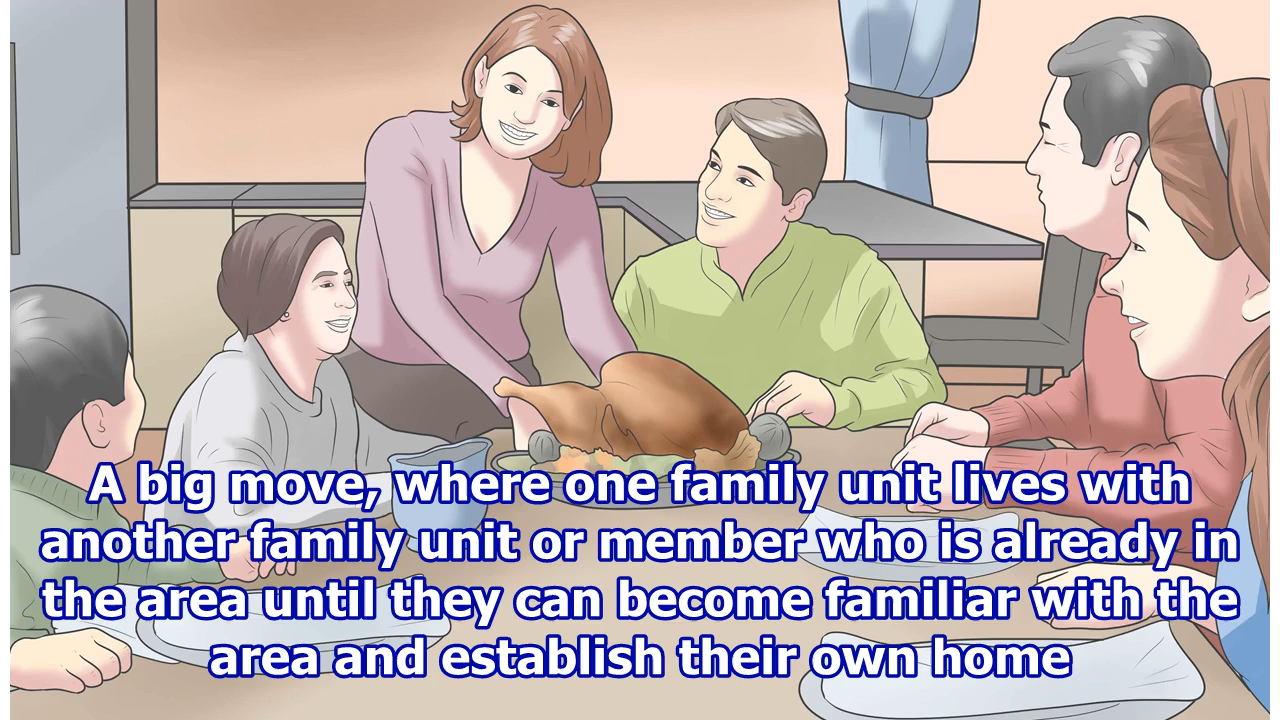 A big move, where one family unit lives with
another family unit or member who is already in
the area until they can become familiar with the
area and establish their own home